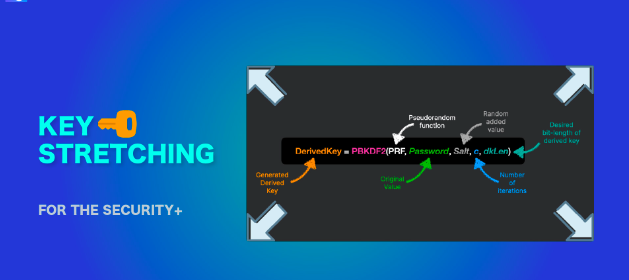 KEY
STRETCHING
FOR THE SECURITY+
Pseudorandom
function
Random
added
value
Desired
bit-length of
derived key
DerivedKey = PBKDF2(PRF, Password, Salt, c, dkLen)
Generated
Derived
Key
Original
Value
Number
of
iterations